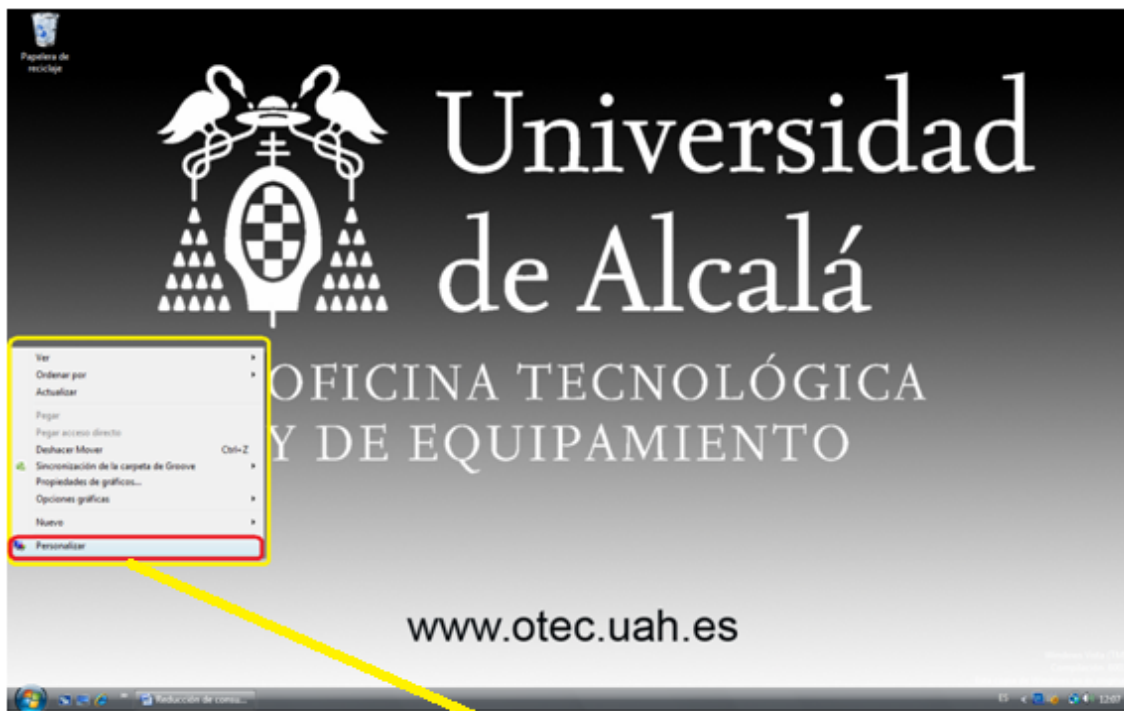 Papelera de
reciclaje
Universidad
de Alcalá
OFICINA TECNOLÓGICA
Y DE EQUIPAMIENTO
Ver
Ordenar por
Actualizar
Pegar
Pegar acceso directo
Deshacer Mover Ctrl+Z
Sincronización de la carpeta de Groove
Propiedades de gráficos...
Opciones gráficas
Nuevo
Personalizar
www.otec.uah.es
Reducción de consu...
ES
12:07